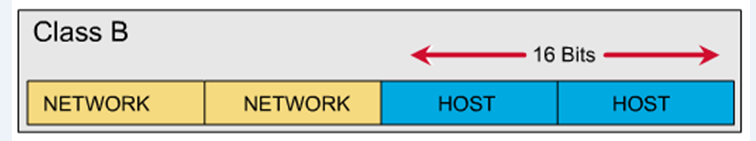 Class B
16 Bits
NETWORK NETWORK HOST HOST